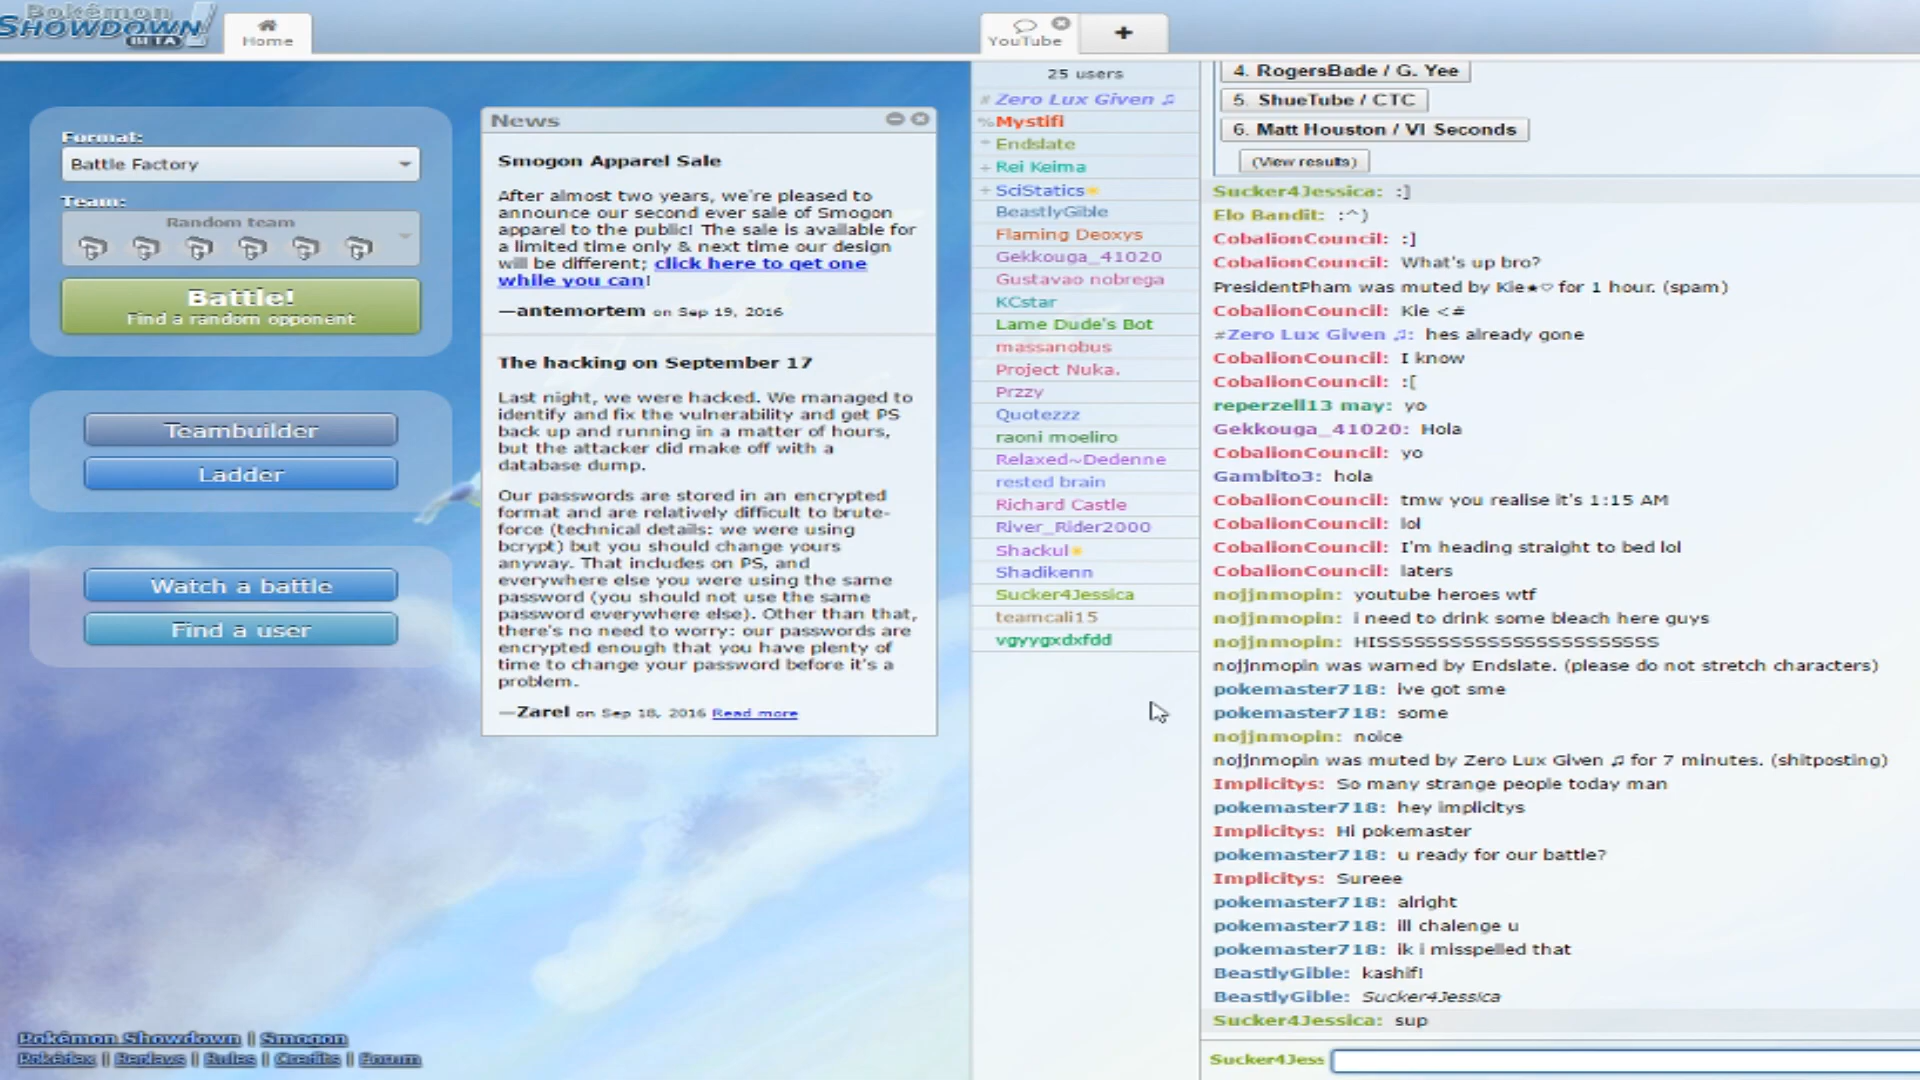 Pokémon
SHOWDOWN!
BETA
Home
YouTube
+
Format:
Battle Factory
Team:
Random team
Battle!
Find a random opponent
Teambuilder
Ladder
Watch a battle
Find a user
Pokémon Showdown | Smogon
Pokédex | Replays | Rules | Credits | Forum
News
Smogon Apparel Sale
After almost two years, we're pleased to
announce our second ever sale of Smogon
apparel to the public! The sale is available for
a limited time only & next time our design
will be different; click here to get one
while you can!
—antemortem on Sep 19, 2016
The hacking on September 17
Last night, we were hacked. We managed to
identify and fix the vulnerability and get PS
back up and running in a matter of hours,
but the attacker did make off with a
database dump.
Our passwords are stored in an encrypted
format and are relatively difficult to brute-
force (technical details: we were using
bcrypt) but you should change yours
anyway. That includes on PS, and
everywhere else you were using the same
password (you should not use the same
password everywhere else). Other than that,
there's no need to worry: our passwords are
encrypted enough that you have plenty of
time to change your password before it's a
problem.
—Zarel on Sep 18, 2016 Read more
25 users
#Zero Lux Given ♫
%Mystifi
Endslate
+Rei Keima
+SciStatics
BeastlyGible
Flaming Deoxys
Gekkouga_41020
Gustavao nobrega
KCstar
Lame Dude's Bot
massanobus
Project Nuka.
Przzy
Quotezzz
raoni moeliro
Relaxed~Dedenne
rested brain
Richard Castle
River_Rider2000
Shackul
Shadikenn
Sucker4Jessica
teamcali15
vgyygxdxfdd
4. RogersBade / G. Yee
5. ShueTube / CTC
6. Matt Houston / VI Seconds
(View results)
Sucker4Jessica: :]
Elo Bandit: :^)
CobalionCouncil: :]
CobalionCouncil: What's up bro?
PresidentPham was muted by Kie★♡ for 1 hour. (spam)
CobalionCouncil: Kie <#
#Zero Lux Given ♫: hes already gone
CobalionCouncil: I know
CobalionCouncil: :[
reperzell13 may: yo
Gekkouga_41020: Hola
CobalionCouncil: yo
Gambito3: hola
CobalionCouncil: tmw you realise it's 1:15 AM
CobalionCouncil: lol
CobalionCouncil: I'm heading straight to bed lol
CobalionCouncil: laters
nojjnmopin: youtube heroes wtf
nojjnmopin: i need to drink some bleach here guys
nojjnmopin: HISSSSSSSSSSSSSSSSSSSSSSS
nojjnmopin was warned by Endslate. (please do not stretch characters)
pokemaster718: ive got sme
pokemaster718: some
nojjnmopin: noice
nojjnmopin was muted by Zero Lux Given ♫ for 7 minutes. (shitposting)
Implicitys: So many strange people today man
pokemaster718: hey implicitys
Implicitys: Hi pokemaster
pokemaster718: u ready for our battle?
Implicitys: Sureee
pokemaster718: alright
pokemaster718: ill chalenge u
pokemaster718: ik i misspelled that
BeastlyGible: kashif!
BeastlyGible: Sucker4Jessica
Sucker4Jessica: sup
Sucker4Jess